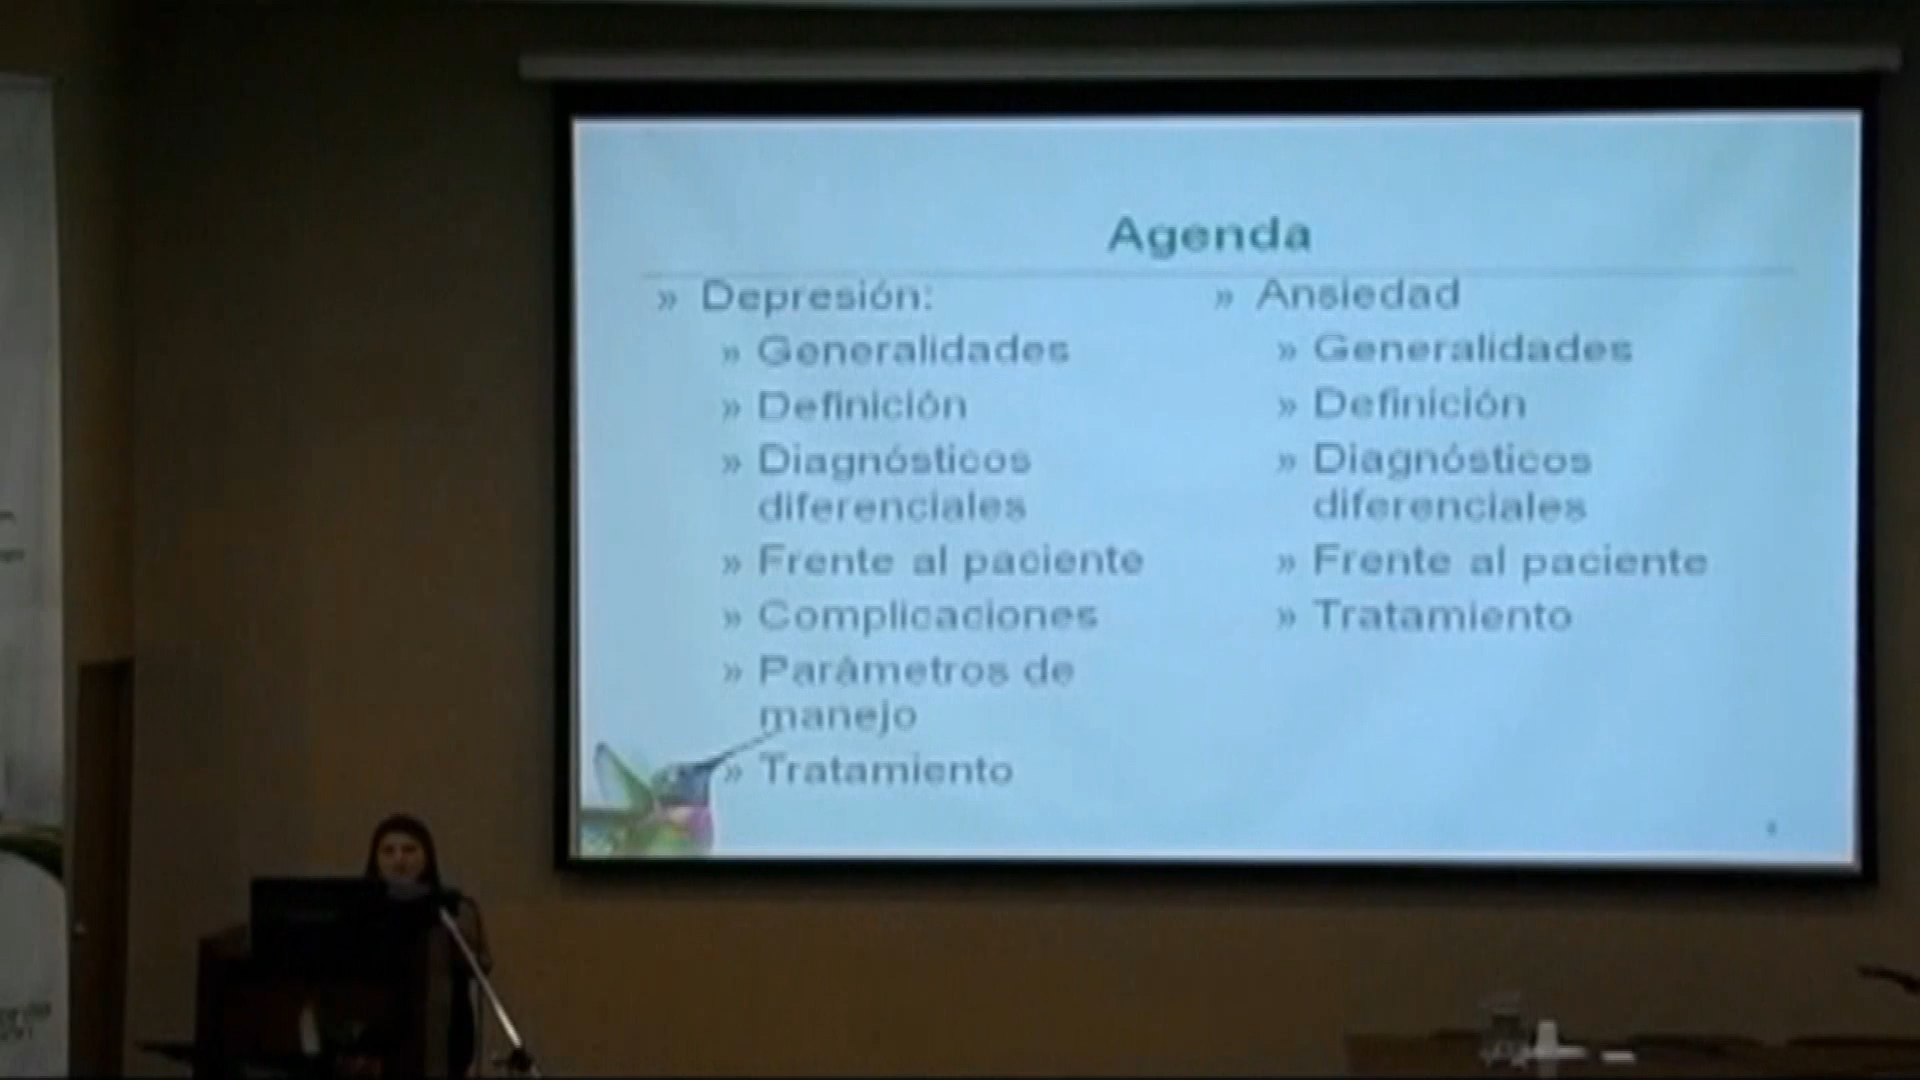 Agenda
» Depresión:
» Generalidades
» Definición
» Diagnósticos
diferenciales
» Frente al paciente
» Complicaciones
» Parámetros de
manejo
» Tratamiento
» Ansiedad
» Generalidades
» Definición
» Diagnósticos
diferenciales
» Frente al paciente
» Tratamiento